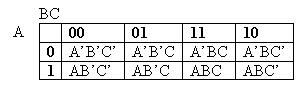 BC
A 00 01 11 10
0 A'B'C' A'B'C A'BC A'BC'
1 AB'C' AB'C ABC ABC'